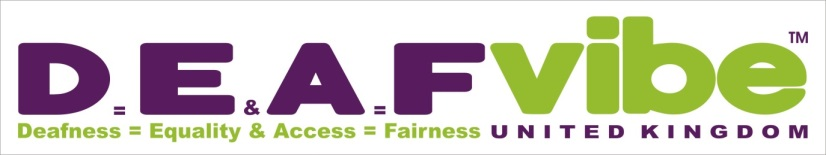 D=E&A=Fvibe™
Deafness = Equality & Access = Fairness UNITED KINGDOM